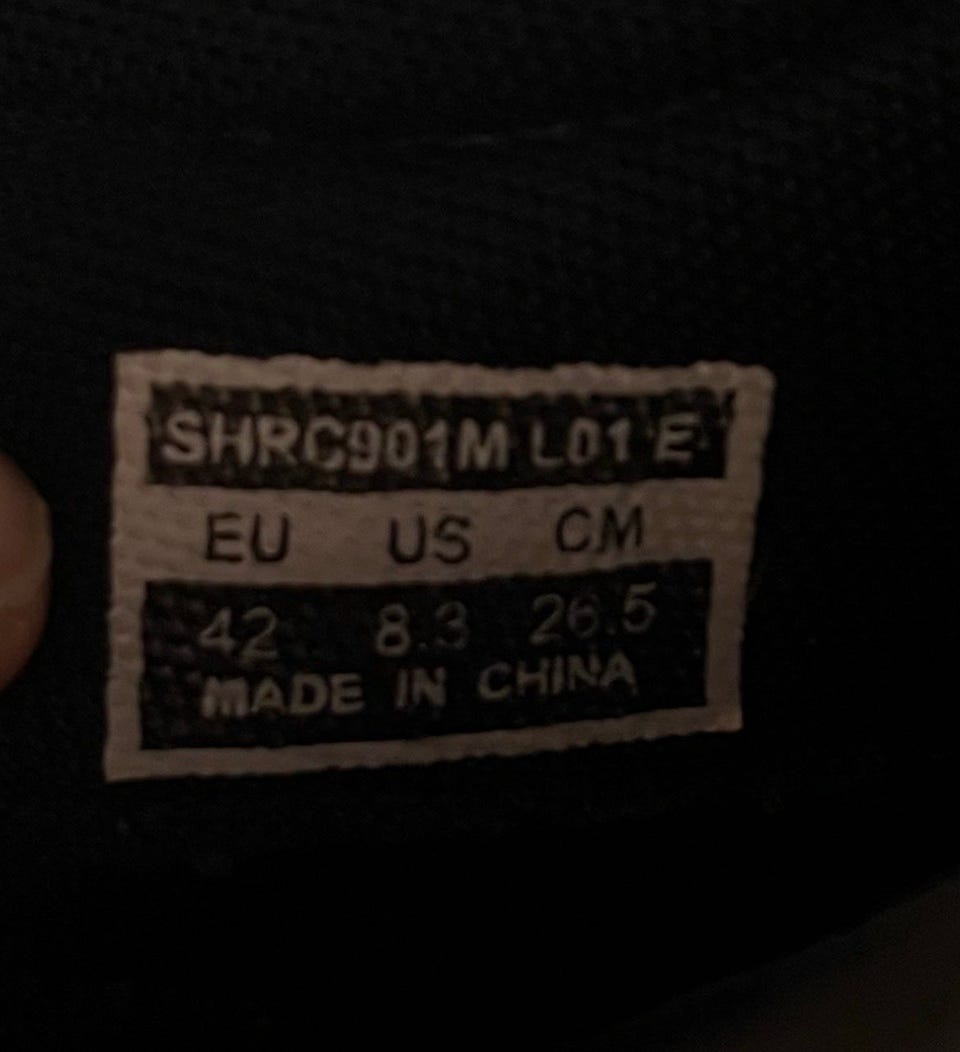 SHRC901M L01 E
EU US CM
42 8.3 26.5
MADE IN CHINA